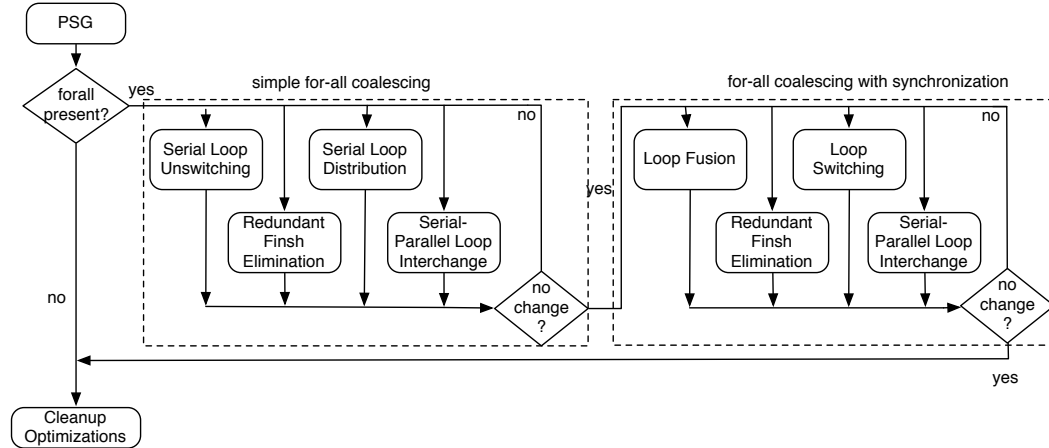 PSG
forall
present?
yes
simple for-all coalescing
for-all coalescing with synchronization
no
no
Serial Loop
Unswitching
Serial Loop
Distribution
Loop Fusion
Loop
Switching
yes
Redundant
Finsh
Elimination
Serial-
Parallel Loop
Interchange
Redundant
Finsh
Elimination
Serial-
Parallel Loop
Interchange
no
no
change
?
no
change
?
yes
Cleanup
Optimizations